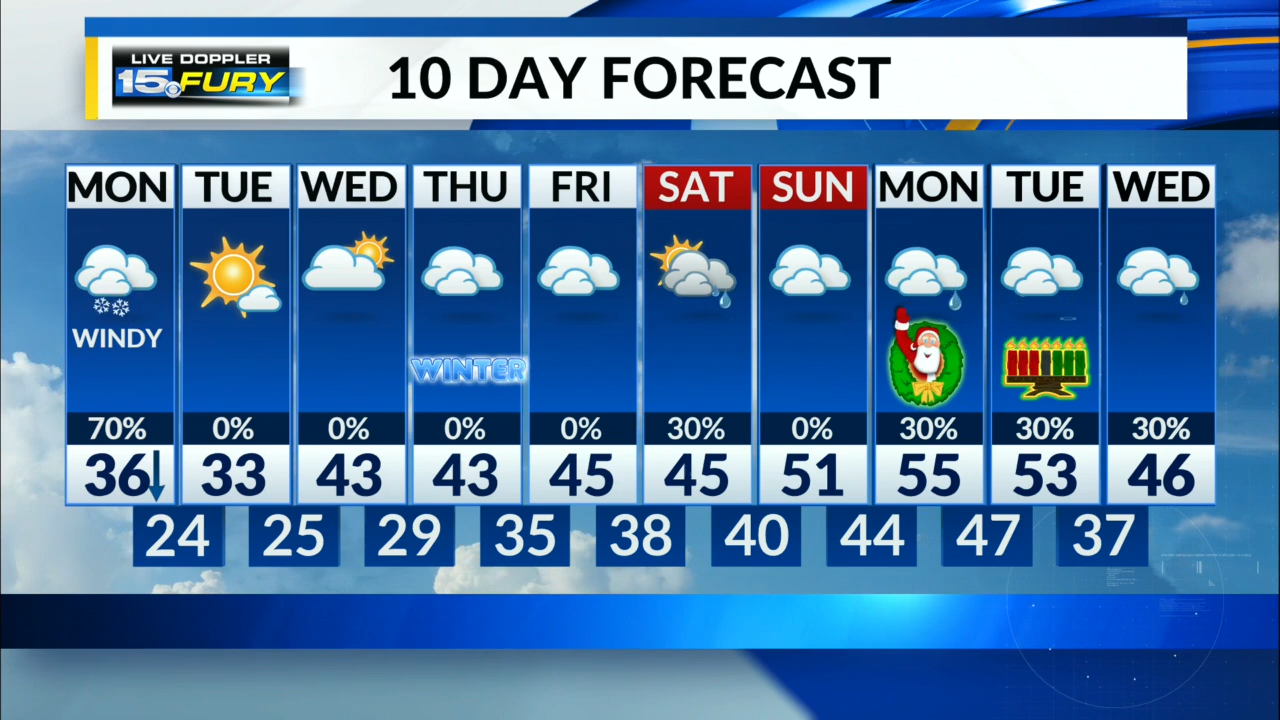 LIVE DOPPLER
15 FURY
10 DAY FORECAST
MON TUE WED THU FRI SAT SUN MON TUE WED
WINDY
WINTER
70% 0% 0% 0% 0% 30% 0% 30% 30% 30%
36 33 43 43 45 45 51 55 53 46
24 25 29 35 38 40 44 47 37